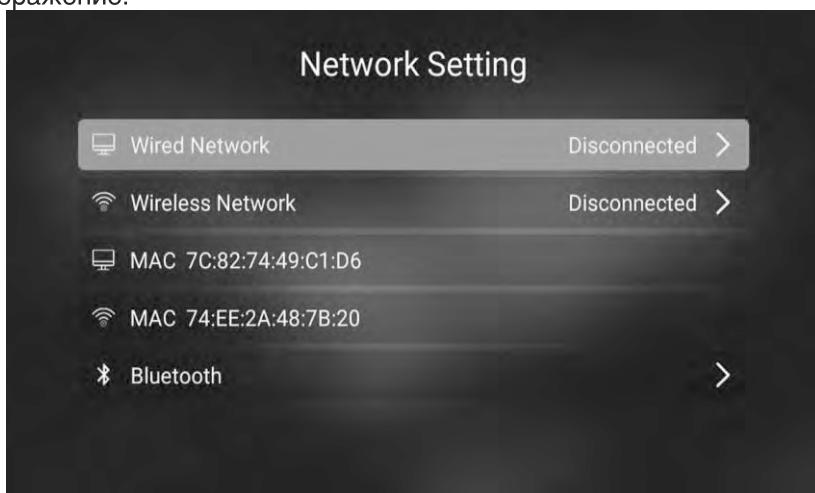 Network Setting
Wired Network Disconnected
Wireless Network Disconnected
MAC 7C:82:74:49:C1:D6
MAC 74:EE:2A:48:7B:20
Bluetooth